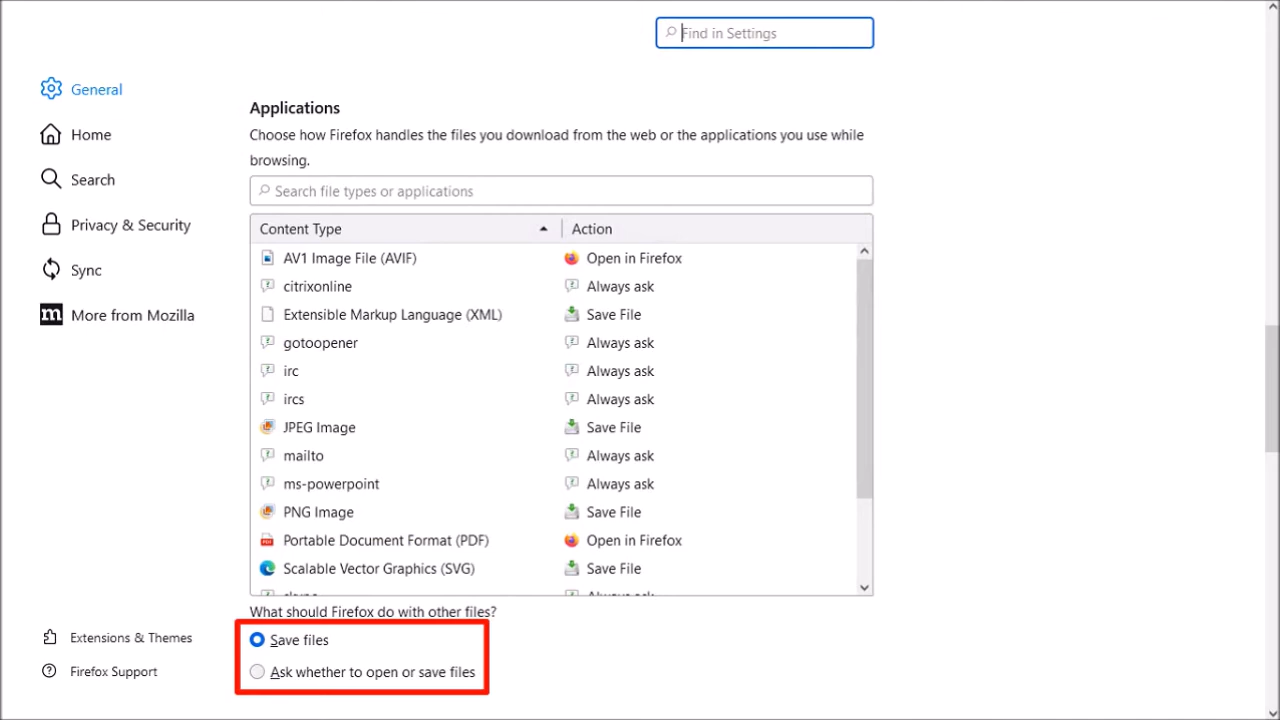 Find in Settings
General
Home
Search
Privacy & Security
Sync
More from Mozilla
Extensions & Themes
Firefox Support
Applications
Choose how Firefox handles the files you download from the web or the applications you use while
browsing.
Search file types or applications
Content Type Action
AV1 Image File (AVIF) Open in Firefox
citrixonline Always ask
Extensible Markup Language (XML) Save File
gotoopener Always ask
irc Always ask
ircs Always ask
JPEG Image Save File
mailto Always ask
ms-powerpoint Always ask
PNG Image Save File
Portable Document Format (PDF) Open in Firefox
Scalable Vector Graphics (SVG) Save File
What should Firefox do with other files?
Save files
Ask whether to open or save files